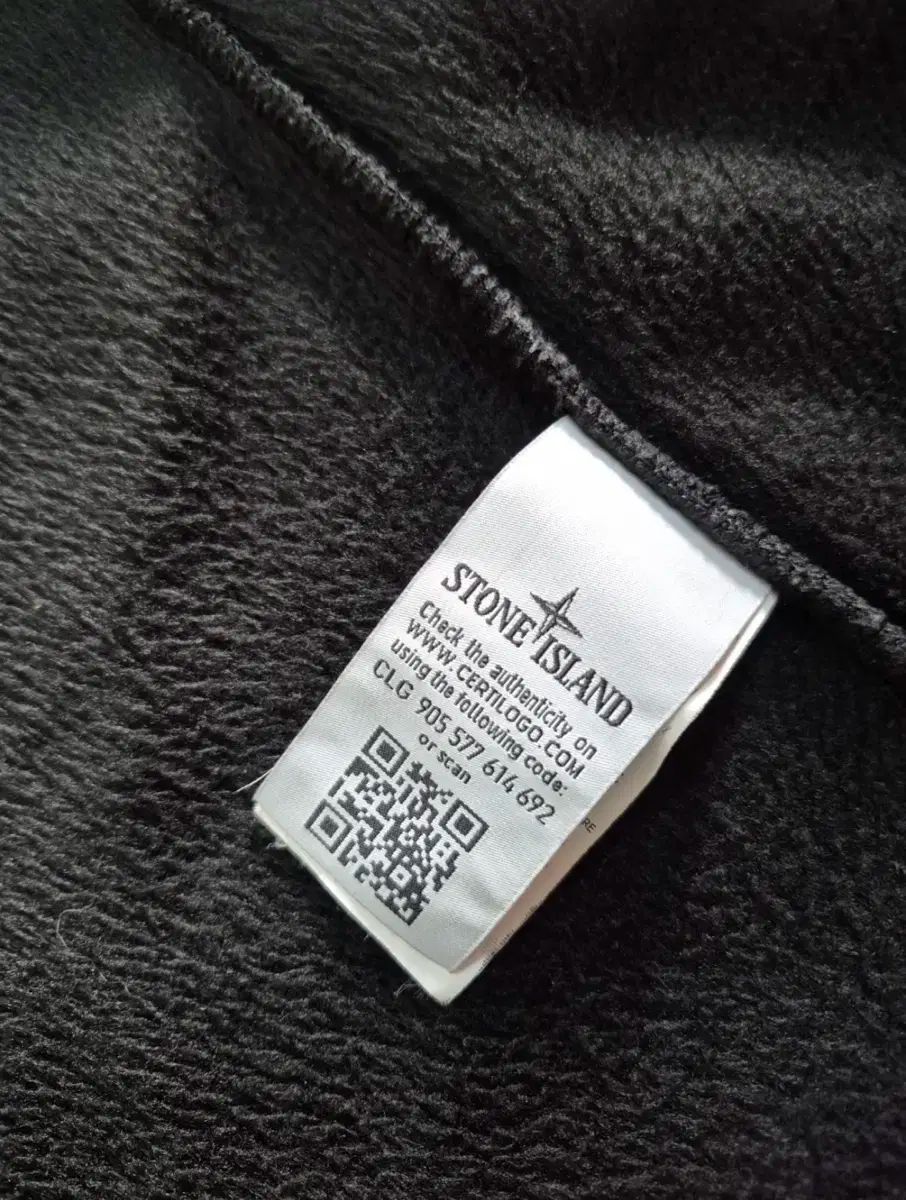 STONE ISLAND
Check the authenticity on
WWW.CERTILOGO.COM
using the following code:
CLG 905 577 614 692
or scan
RE